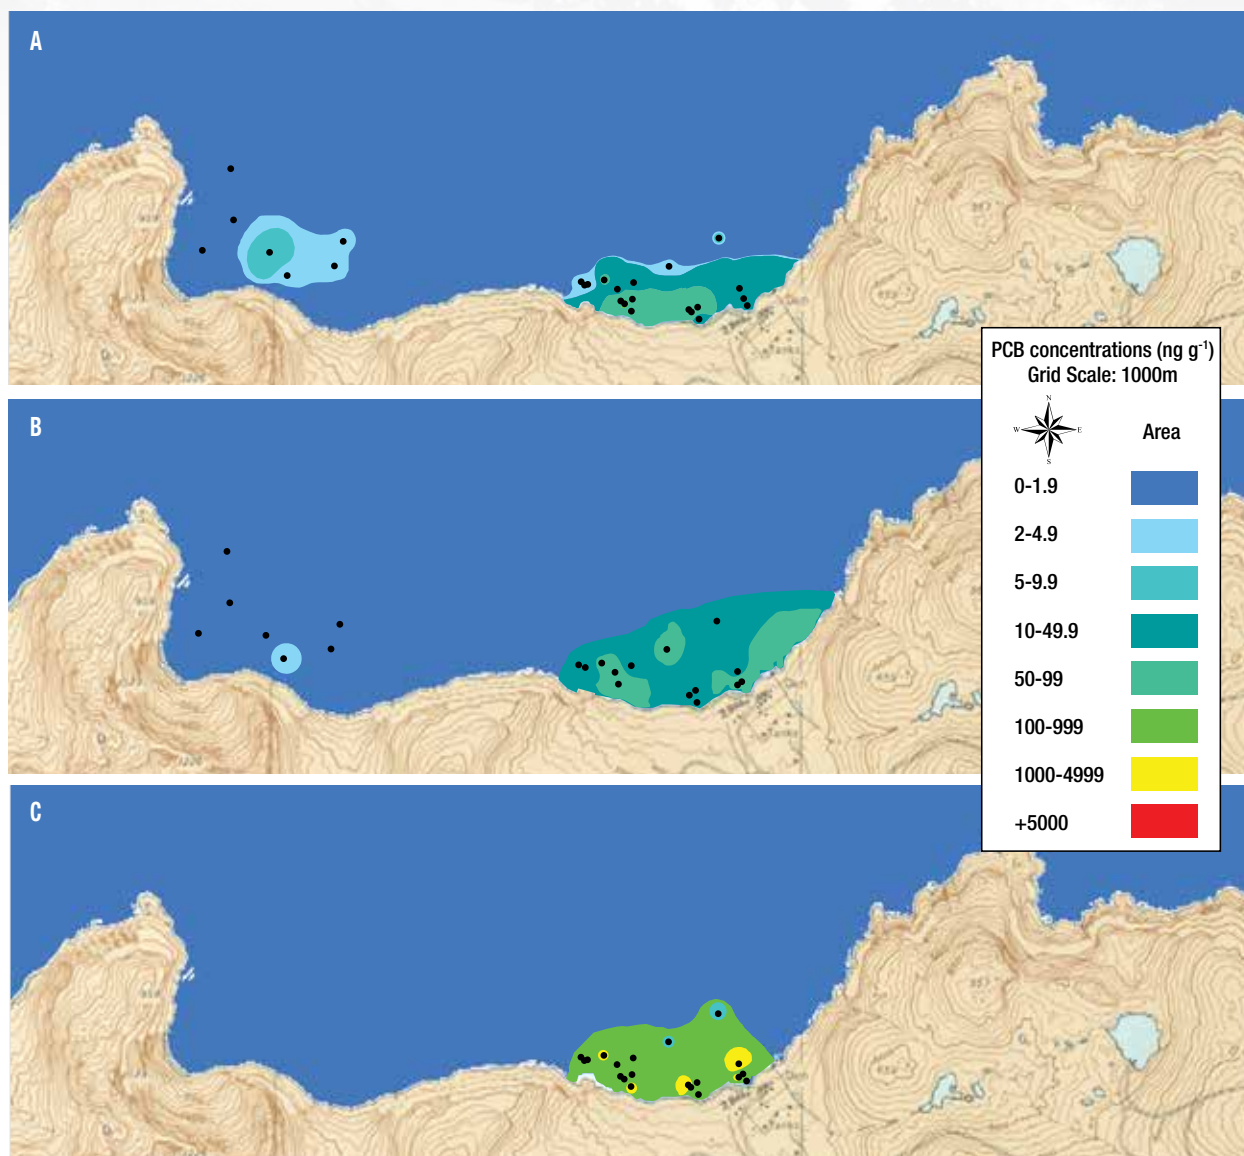 A
B
C
PCB concentrations (ng g-1)
Grid Scale: 1000m
N
W
E
S
Area
0-1.9
2-4.9
5-9.9
10-49.9
50-99
100-999
1000-4999
+5000